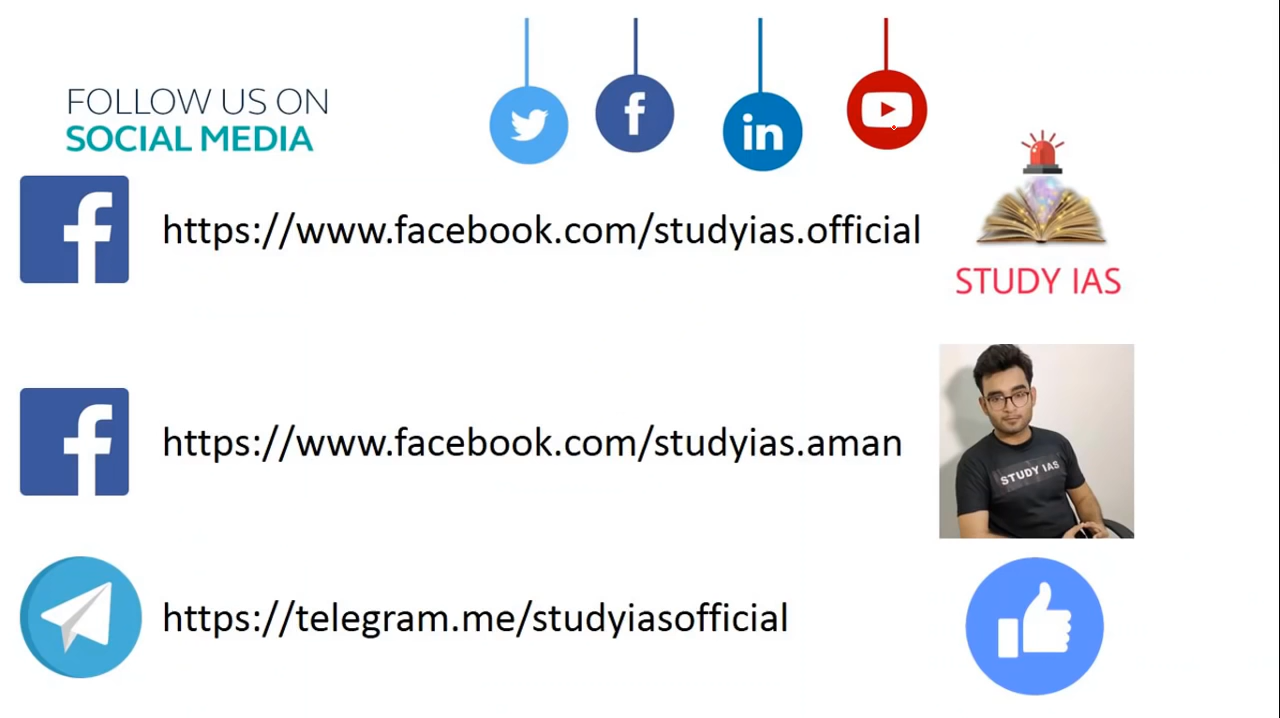 FOLLOW US ON
SOCIAL MEDIA
in
https://www.facebook.com/studyias.official
STUDY IAS
https://www.facebook.com/studyias.aman
STUDY IAS
https://telegram.me/studyiasofficial